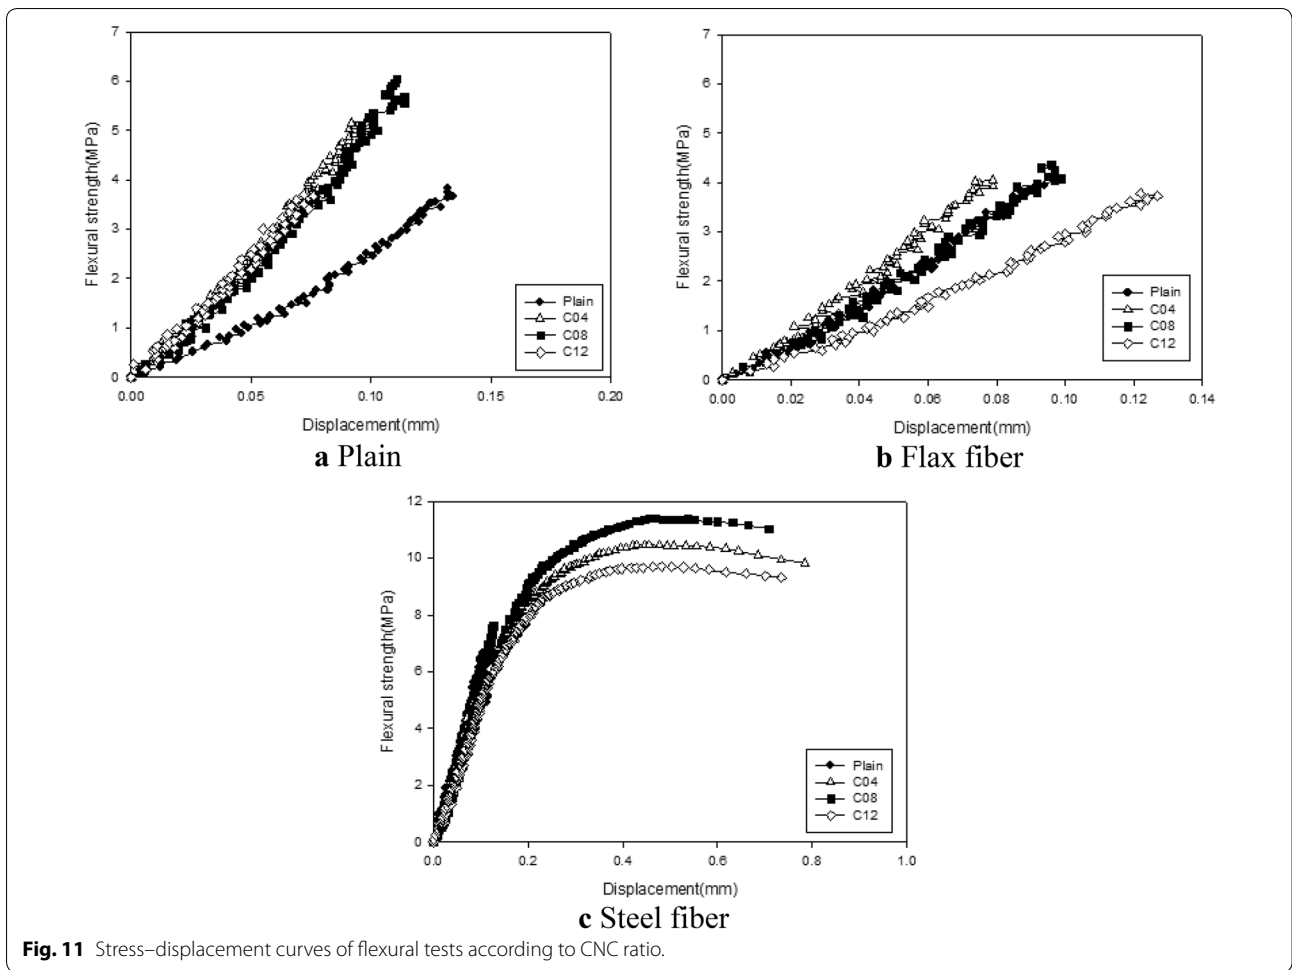 7
6
5
4
3
2
1
0
Flexural strength(MPa)
0.00 0.05 0.10 0.15 0.20
Displacement(mm)
Plain
C04
C08
C12
a Plain
7
6
5
4
3
2
1
0
Flexural strength(MPa)
0.00 0.02 0.04 0.06 0.08 0.10 0.12 0.14
Displacement(mm)
Plain
C04
C08
C12
b Flax fiber
12
10
8
6
4
2
0
Flexural strength(MPa)
0.0 0.2 0.4 0.6 0.8 1.0
Displacement(mm)
Plain
C04
C08
C12
c Steel fiber
Fig. 11 Stress–displacement curves of flexural tests according to CNC ratio.